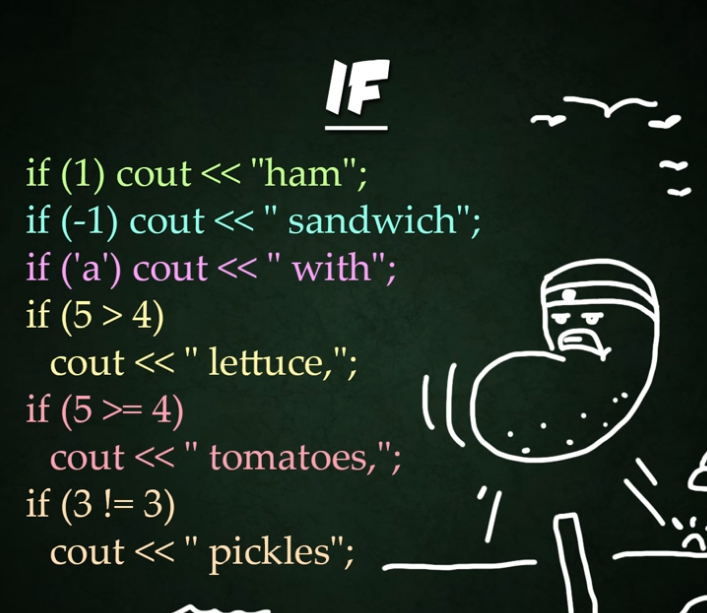 IF
if (1) cout << "ham";
if (-1) cout << " sandwich";
if ('a') cout << " with";
if (5 > 4)
cout << " lettuce,";
if (5 >= 4)
cout << " tomatoes,";
if (3 != 3)
cout << " pickles";